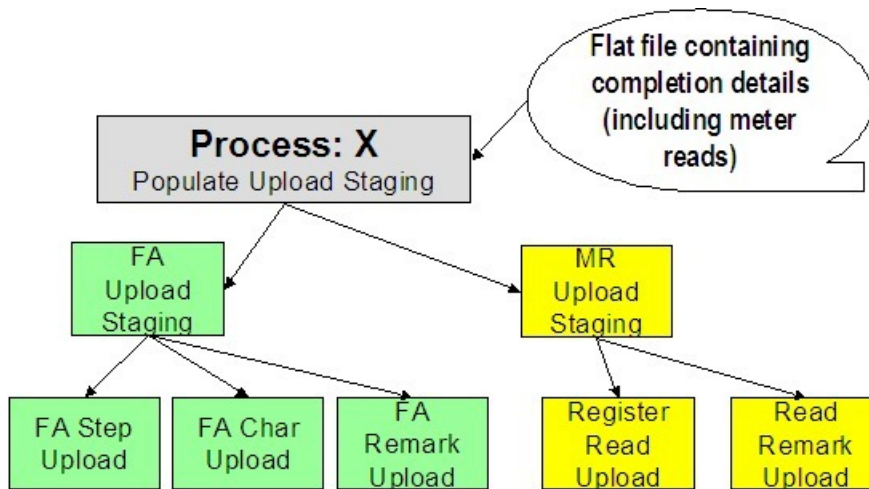 Flat file containing
completion details
(including meter
reads)
Process: X
Populate Upload Staging
FA
Upload
Staging
MR
Upload
Staging
FA Step
Upload
FA Char
Upload
FA
Remark
Upload
Register
Read
Upload
Read
Remark
Upload